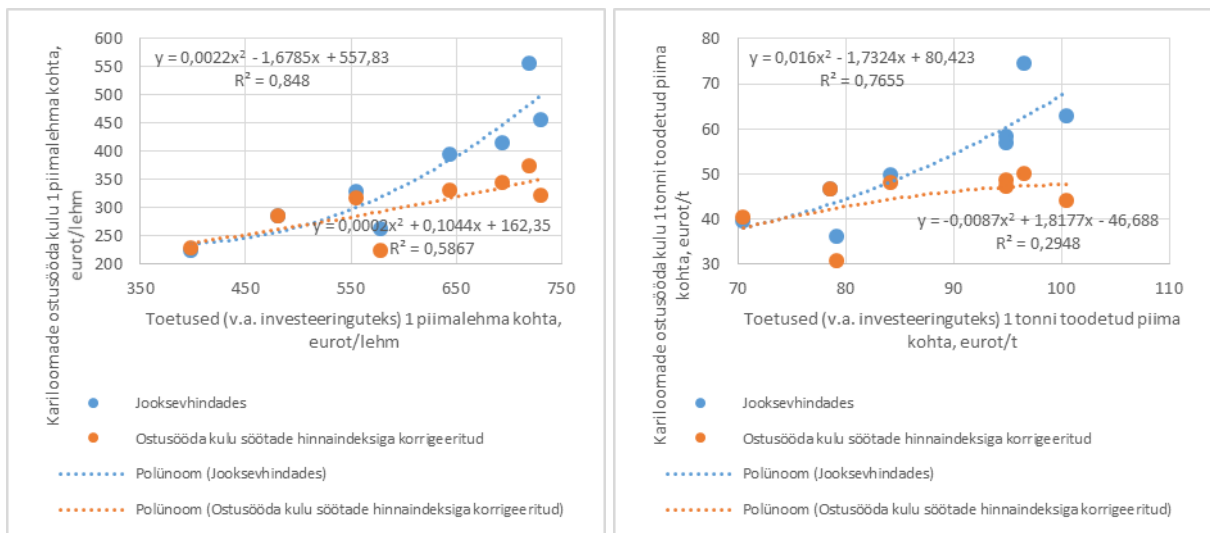 Kariloomade ostusööda kulu 1 piimalehma kohta,
eurot/lehm
600
550
500
450
400
350
300
250
200
y = 0,0022x² - 1,6785x + 557,83
R² = 0,848
y = 0,0002x² + 0,1044x + 162,35
R² = 0,5867
350
450
550
650
750
Toetused (v.a. investeeringuteks) 1 piimalehma kohta,
eurot/lehm
Jooksevhindades
Ostusööda kulu söötade hinnaindeksiga korrigeeritud
Polünoom (Jooksevhindades)
Polünoom (Ostusööda kulu söötade hinnaindeksiga korrigeeritud)
Kariloomade ostusööda kulu 1 tonni toodetud piima
kohta, eurot/t
80
70
60
50
40
30
y = 0,016x² - 1,7324x + 80,423
R² = 0,7655
y = -0,0087x² + 1,8177x - 46,688
R² = 0,2948
70
80
90
100
110
Toetused (v.a. investeeringuteks) 1 tonni toodetud piima
kohta, eurot/t
Jooksevhindades
Ostusööda kulu söötade hinnaindeksiga korrigeeritud
Polünoom (Jooksevhindades)
Polünoom (Ostusööda kulu söötade hinnaindeksiga korrigeeritud)